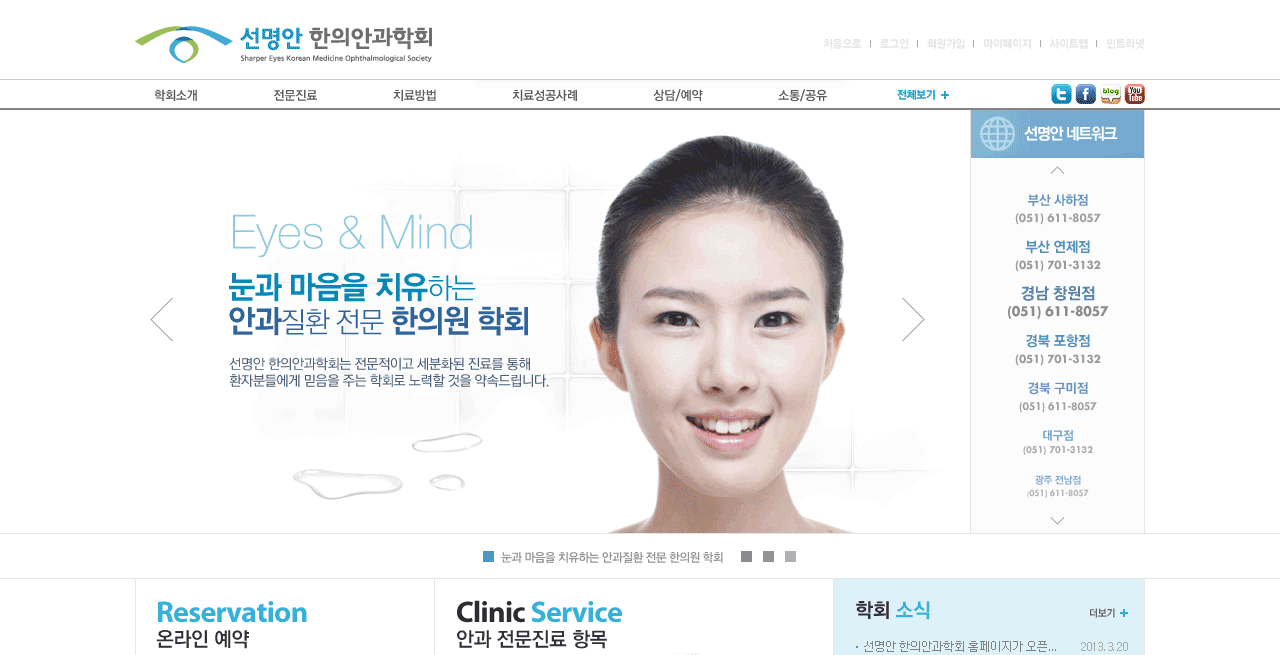 선명안 한의안과학회
Sharper Eyes Korean Medicine Ophthalmological Society
처음으로 로그인 회원가입 마이페이지 사이트맵 인트라넷
학회소개 전문진료 치료방법 치료성공사례 상담/예약 소통/공유 전체보기 +
blog
You Tube
선명안 네트워크
Eyes & Mind
눈과 마음을 치유하는
안과질환 전문 한의원 학회
선명안 한의안과학회는 전문적이고 세분화된 진료를 통해
환자분들에게 믿음을 주는 학회로 노력할 것을 약속드립니다.
부산 사하점
(051) 611-8057
부산 연제점
(051) 701-3132
경남 창원점
(051) 611-8057
경북 포항점
(051) 701-3132
경북 구미점
(051) 611-8057
대구점
(051) 701-3132
광주 전남점
(051) 611-8057
눈과 마음을 치유하는 안과질환 전문 한의원 학회
Reservation
온라인 예약
Clinic Service
안과 전문진료 항목
학회 소식
더보기 +
· 선명안 한의안과학회 홈페이지가 오픈... 2013.3.20